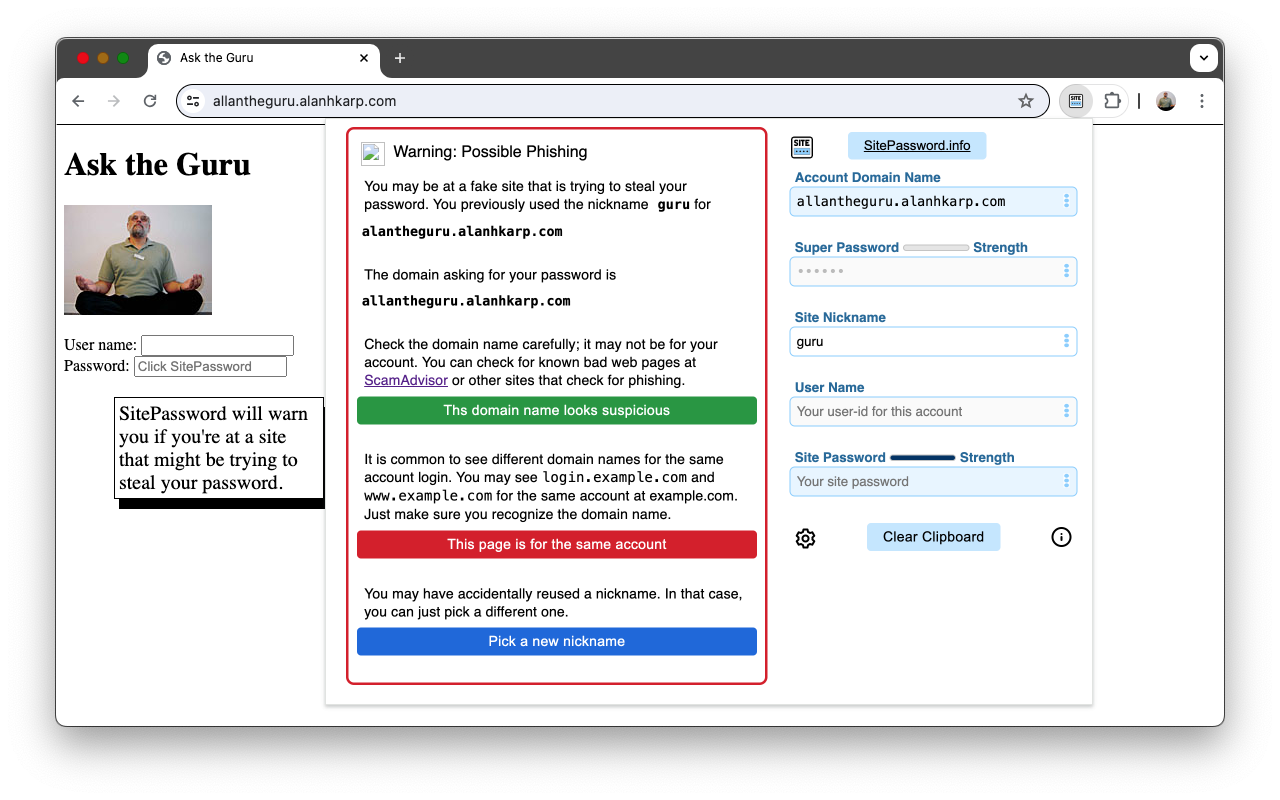 Ask the Guru
allantheguru.alanhkarp.com
SITE
Ask the Guru
User name:
Password: Click SitePassword
SitePassword will warn
you if you're at a site
that might be trying to
steal your password.
Warning: Possible Phishing
You may be at a fake site that is trying to steal your
password. You previously used the nickname guru for
alantheguru.alanhkarp.com
The domain asking for your password is
allantheguru.alanhkarp.com
Check the domain name carefully; it may not be for your
account. You can check for known bad web pages at
ScamAdvisor or other sites that check for phishing.
Ths domain name looks suspicious
It is common to see different domain names for the same
account login. You may see login.example.com and
www.example.com for the same account at example.com.
Just make sure you recognize the domain name.
This page is for the same account
You may have accidentally reused a nickname. In that case,
you can just pick a different one.
Pick a new nickname
SITE
SitePassword.info
Account Domain Name
allantheguru.alanhkarp.com
Super Password Strength
Site Nickname
guru
User Name
Your user-id for this account
Site Password Strength
Your site password
Clear Clipboard